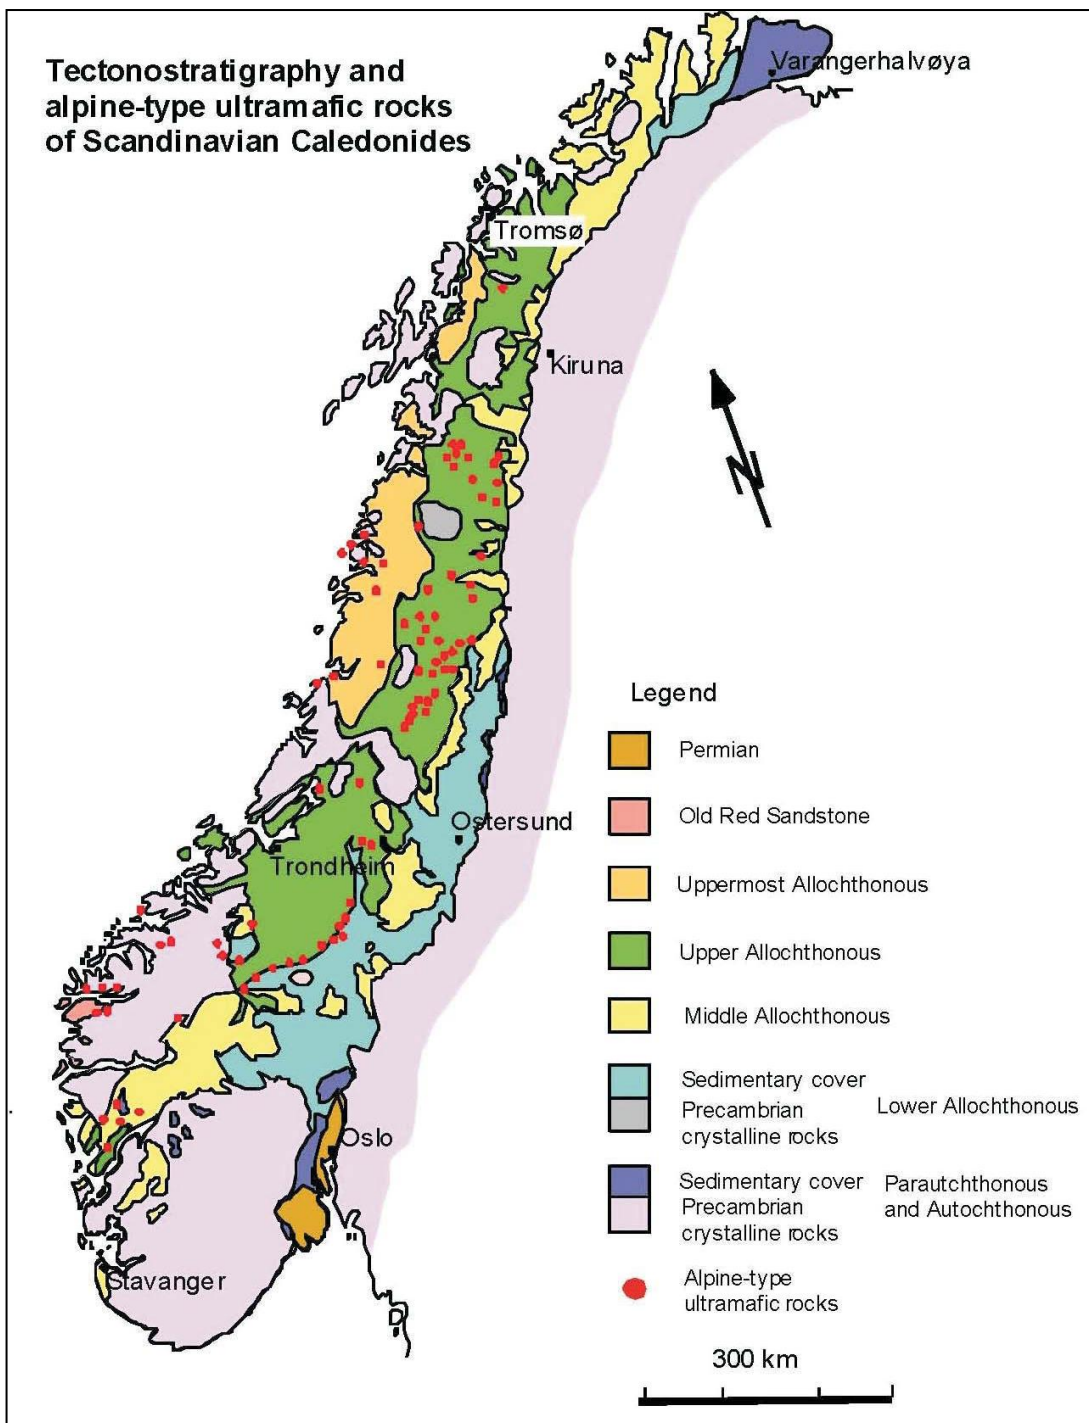 Tectonostratigraphy and
alpine-type ultramafic rocks
of Scandinavian Caledonides
Varangerhalvøya
Tromsø
Kiruna
N
Ostersund
Trondheim
Oslo
Stavanger
Legend
Permian
Old Red Sandstone
Uppermost Allochthonous
Upper Allochthonous
Middle Allochthonous
Sedimentary cover
Precambrian
crystalline rocks
Lower Allochthonous
Sedimentary cover
Precambrian
crystalline rocks
Parautchthonous
and Autochthonous
Alpine-type
ultramafic rocks
300 km